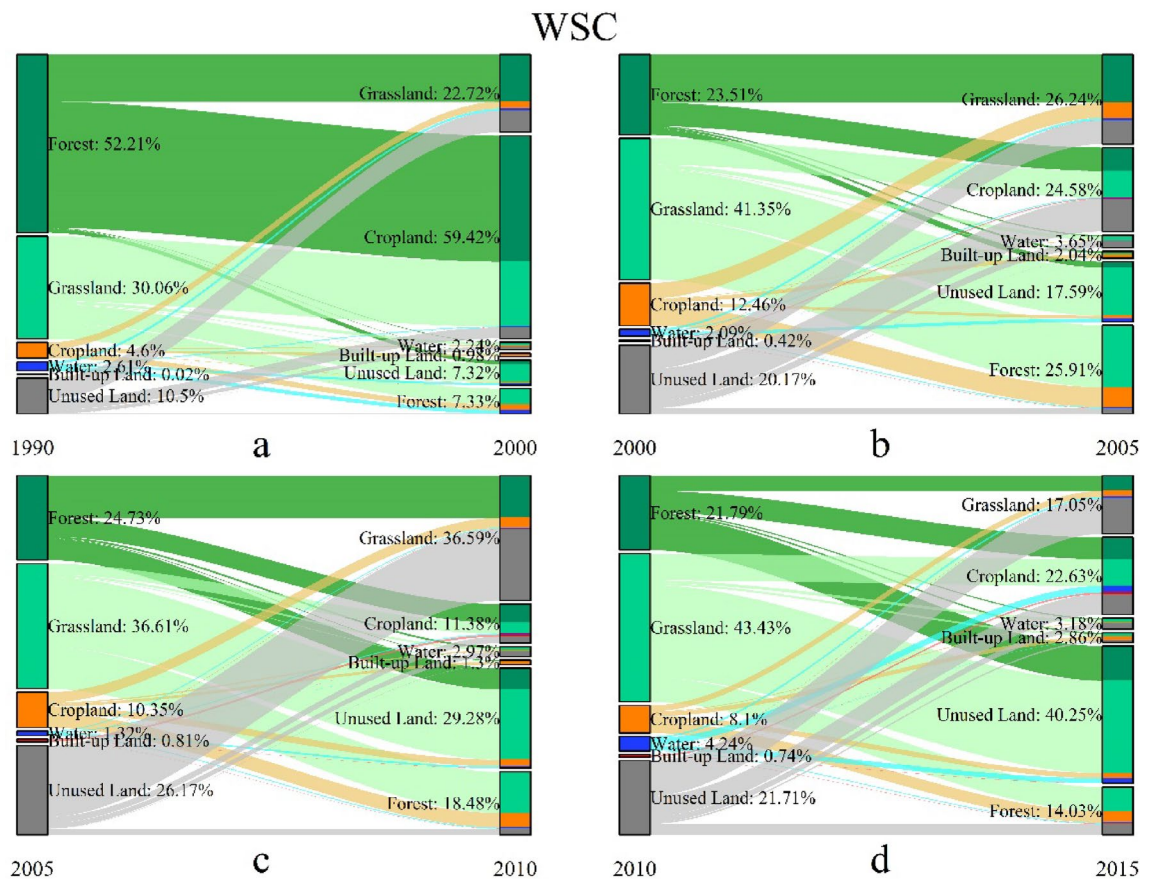 WSC
Forest: 52.21%
Grassland: 30.06%
Cropland: 4.6%
Water: 2.61%
Built-up Land: 0.02%
Unused Land: 10.5%
Grassland: 22.72%
Cropland: 59.42%
Water: 2.24%
Built-up Land: 0.98%
Unused Land: 7.32%
Forest: 7.33%
1990
a
2000
Forest: 23.51%
Grassland: 41.35%
Cropland: 12.46%
Water: 2.09%
Built-up Land: 0.42%
Unused Land: 20.17%
Grassland: 26.24%
Cropland: 24.58%
Water: 3.65%
Built-up Land: 2.04%
Unused Land: 17.59%
Forest: 25.91%
2000
b
2005
Forest: 24.73%
Grassland: 36.61%
Cropland: 10.35%
Water: 1.32%
Built-up Land: 0.81%
Unused Land: 26.17%
Grassland: 36.59%
Cropland: 11.38%
Water: 2.97%
Built-up Land: 1.3%
Unused Land: 29.28%
Forest: 18.48%
2005
c
2010
Forest: 21.79%
Grassland: 43.43%
Cropland: 8.1%
Water: 4.24%
Built-up Land: 0.74%
Unused Land: 21.71%
Grassland: 17.05%
Cropland: 22.63%
Water: 3.18%
Built-up Land: 2.86%
Unused Land: 40.25%
Forest: 14.03%
2010
d
2015